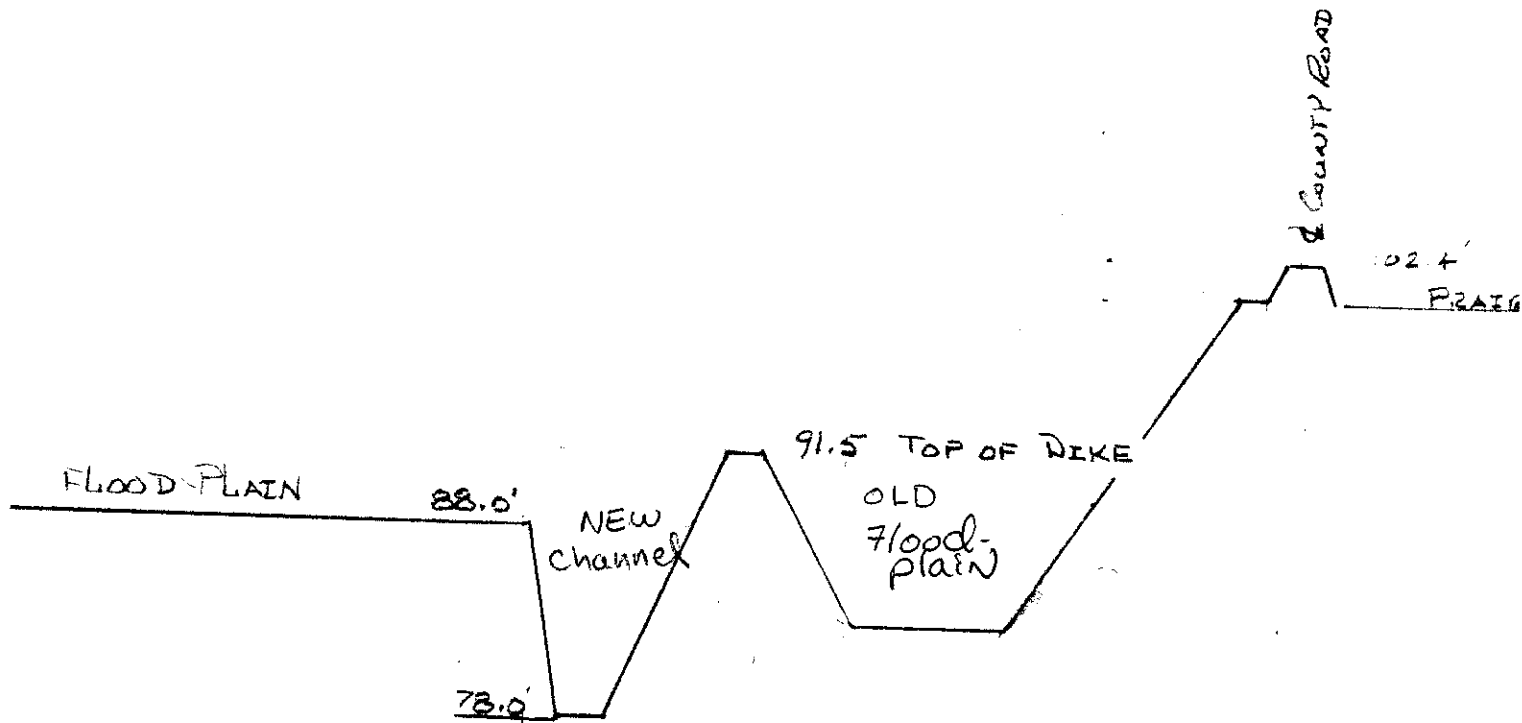 COUNTY ROAD
02.4'
91.5 TOP OF DIKE
FLOOD-PLAIN
88.0'
NEW
channel
OLD
Flood-
plain
78.0'